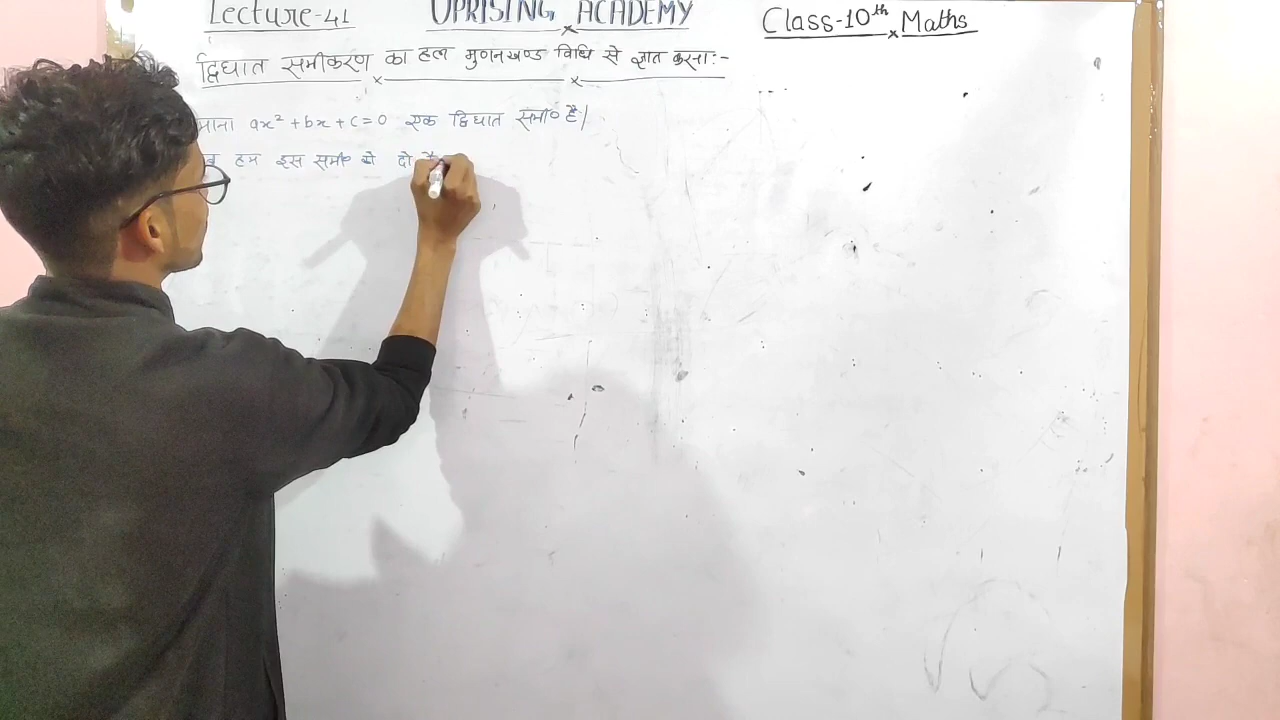 Lecture-41 UPRISING ACADEMY Class-10th Maths
द्विघात समीकरण का हल गुणनखण्ड विधि से ज्ञात करना:-
माना ax² + bx + c = 0 एक द्विघात समी० है।
हम इस समी० को दो